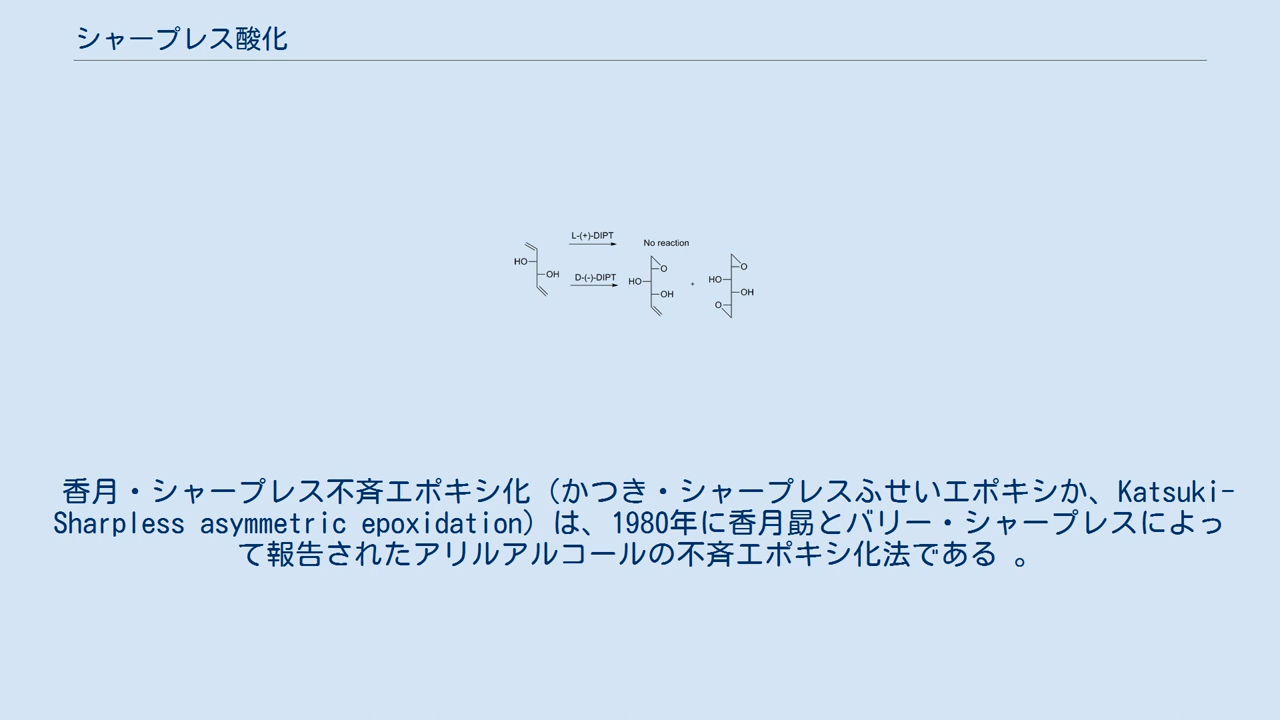 シャープレス酸化
L-(+)-DIPT
No reaction
HO
OH
D-(-)-DIPT
O
HO
OH
+
O
HO
OH
O
香月・シャープレス不斉エポキシ化（かつき・シャープレスふせいエポキシか、Katsuki-
Sharpless asymmetric epoxidation）は、1980年に香月勗とバリー・シャープレスによっ
て報告されたアリルアルコールの不斉エポキシ化法である 。